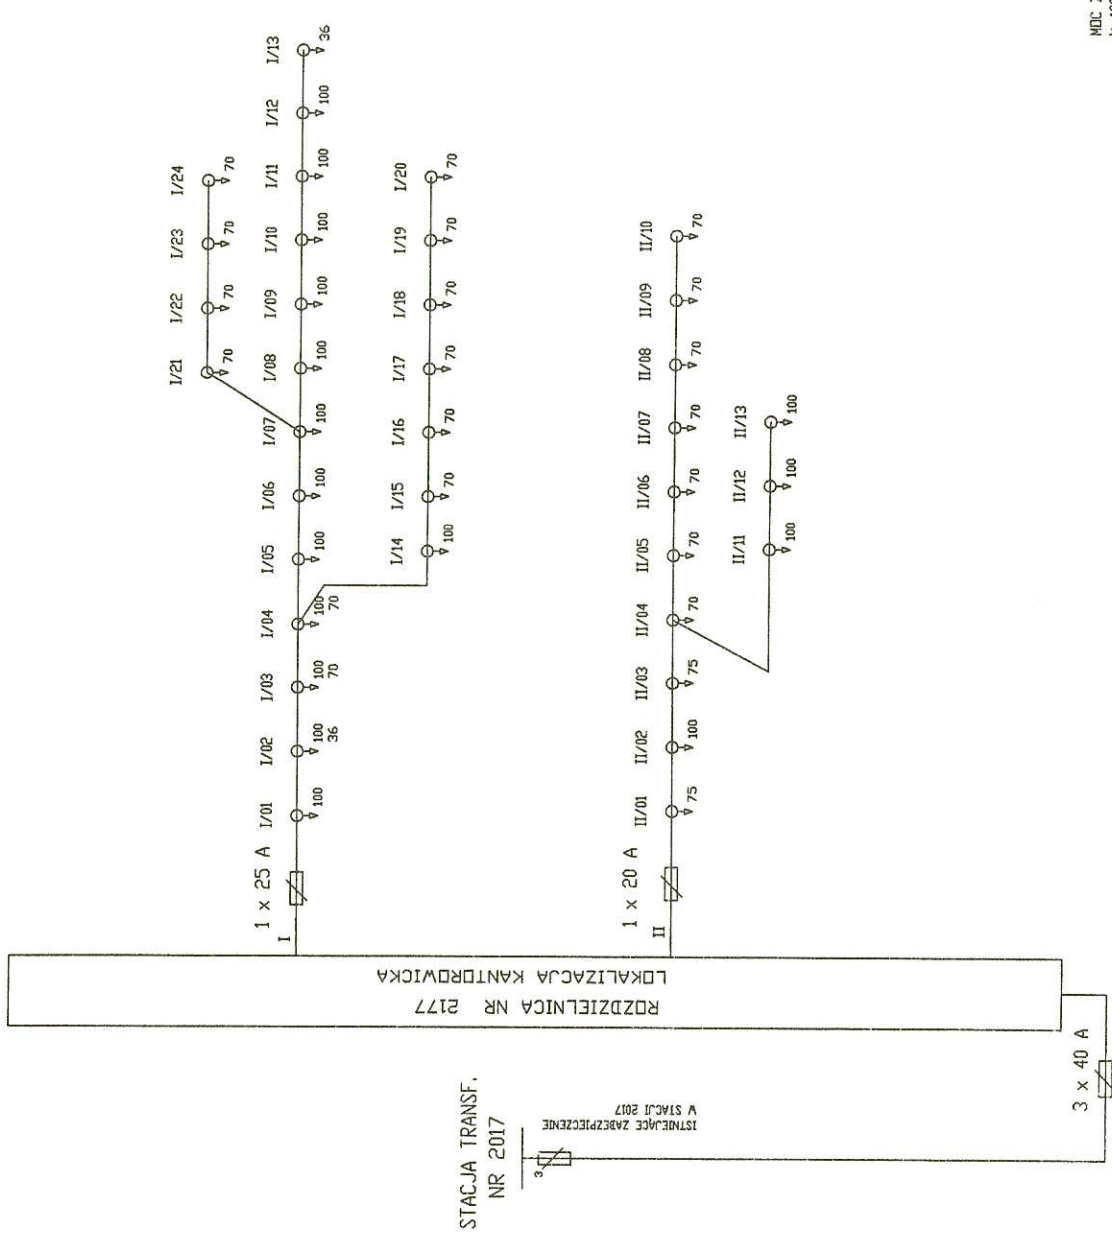 I/13
36
I/12
100
I/24
70
I/11
100
I/20
70
I/23
70
I/10
100
I/19
70
I/22
70
I/09
100
I/18
70
I/21
70
I/08
100
I/17
70
I/07
100
I/16
70
I/06
100
I/15
70
I/05
100
I/14
100
I/04
100
70
I/03
100
70
I/02
100
36
I/01
100
1 x 25 A
I
II/10
70
II/09
70
II/08
70
II/07
70
II/13
100
II/06
70
II/12
100
II/05
70
II/11
100
II/04
70
II/03
75
II/02
100
II/01
75
1 x 20 A
II
ROZDZIELNICA NR 2177
LOKALIZACJA KANTOROWICKA
STACJA TRANSF.
NR 2017
3
ISTNIEJĄCE ZABEZPIECZENIE
W STACJI 2017
3 x 40 A
MOC